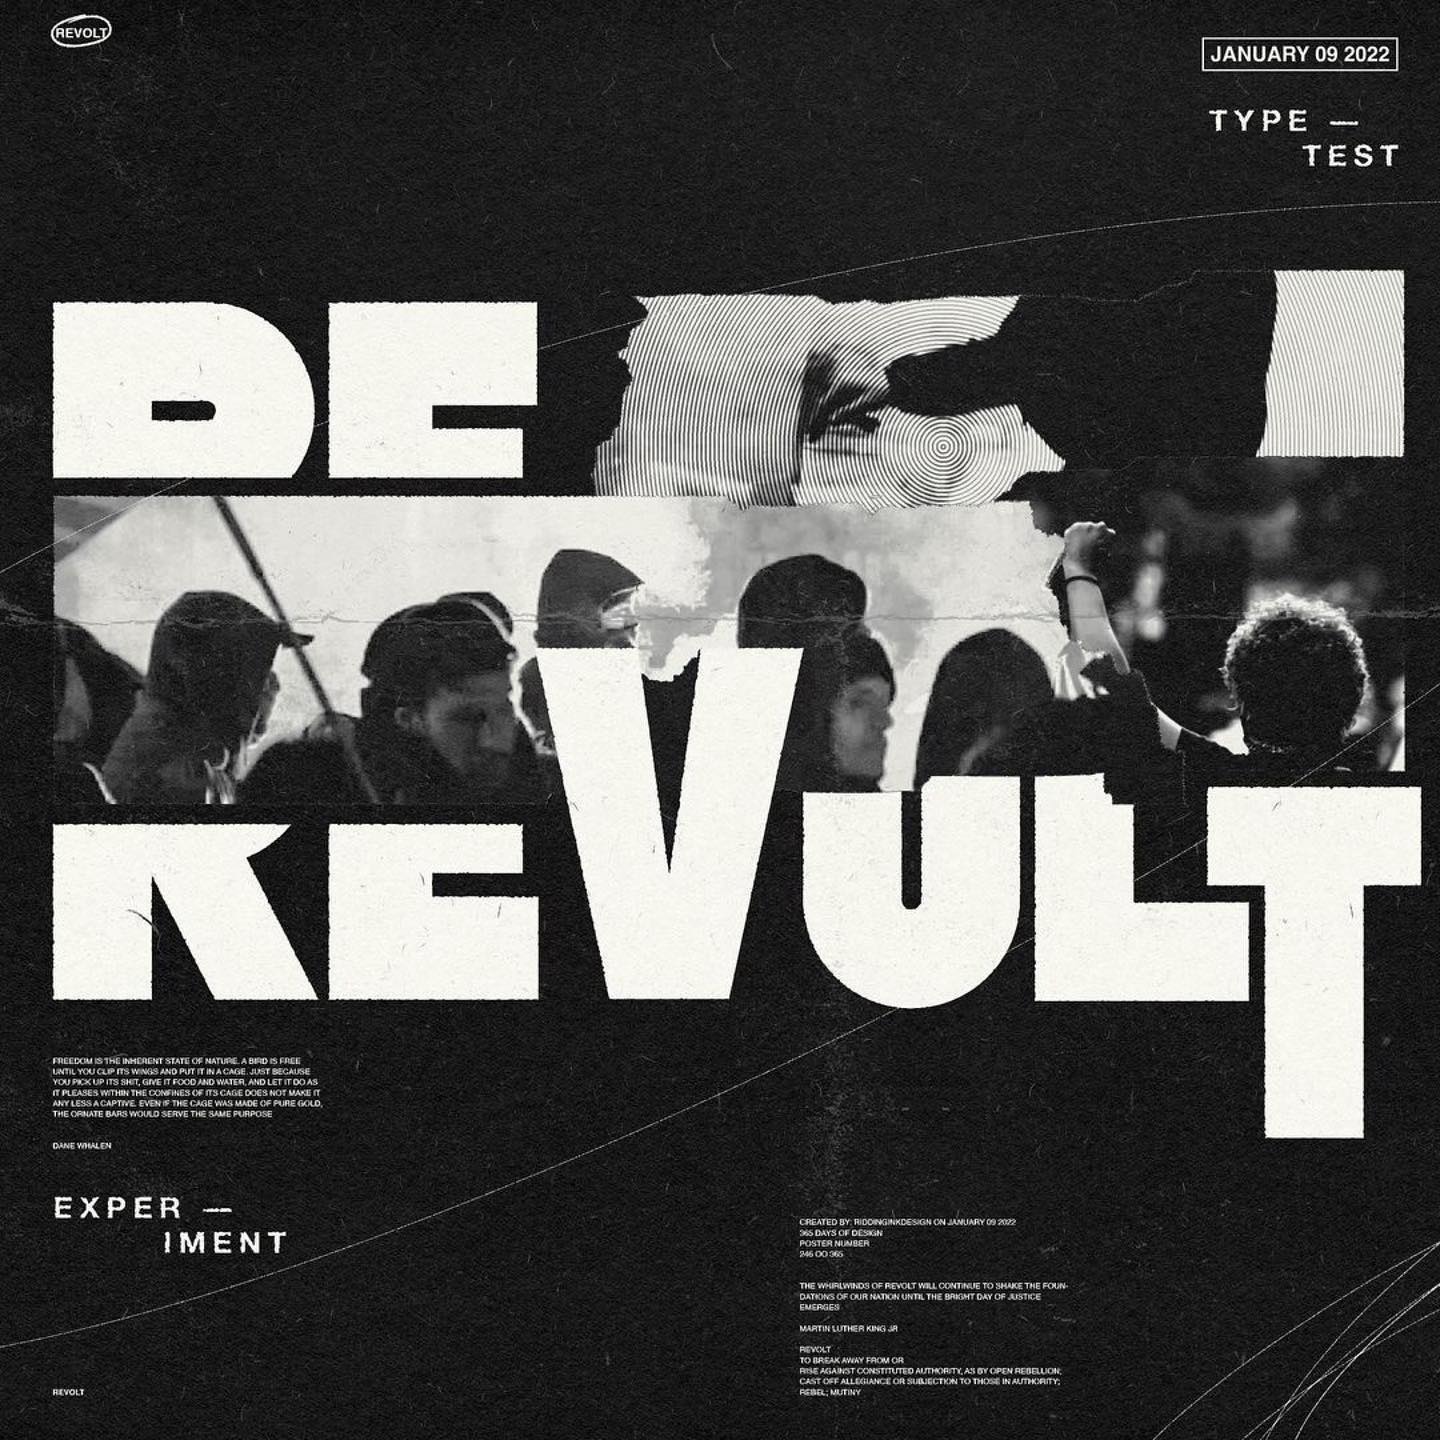 REVOLT
JANUARY 09 2022
TYPE —
TEST
BE
REVOLT
FREEDOM IS THE INHERENT STATE OF NATURE. A BIRD IS FREE
UNTIL YOU CLIP ITS WINGS AND PUT IT IN A CAGE. JUST BECAUSE
YOU PICK UP ITS SHIT, GIVE IT FOOD AND WATER, AND LET IT DO AS
IT PLEASES WITHIN THE CONFINES OF ITS CAGE DOES NOT MAKE IT
ANY LESS A CAPTIVE. EVEN IF THE CAGE WAS MADE OF PURE GOLD,
THE ORNATE BARS WOULD SERVE THE SAME PURPOSE
DANE WHALEN
EXPER —
IMENT
REVOLT
CREATED BY: RIDDINGINKDESIGN ON JANUARY 09 2022
365 DAYS OF DESIGN
POSTER NUMBER
246 OO 365
THE WHIRLWINDS OF REVOLT WILL CONTINUE TO SHAKE THE FOUN-
DATIONS OF OUR NATION UNTIL THE BRIGHT DAY OF JUSTICE
EMERGES
MARTIN LUTHER KING JR
REVOLT
TO BREAK AWAY FROM OR
RISE AGAINST CONSTITUTED AUTHORITY, AS BY OPEN REBELLION;
CAST OFF ALLEGIANCE OR SUBJECTION TO THOSE IN AUTHORITY;
REBEL; MUTINY